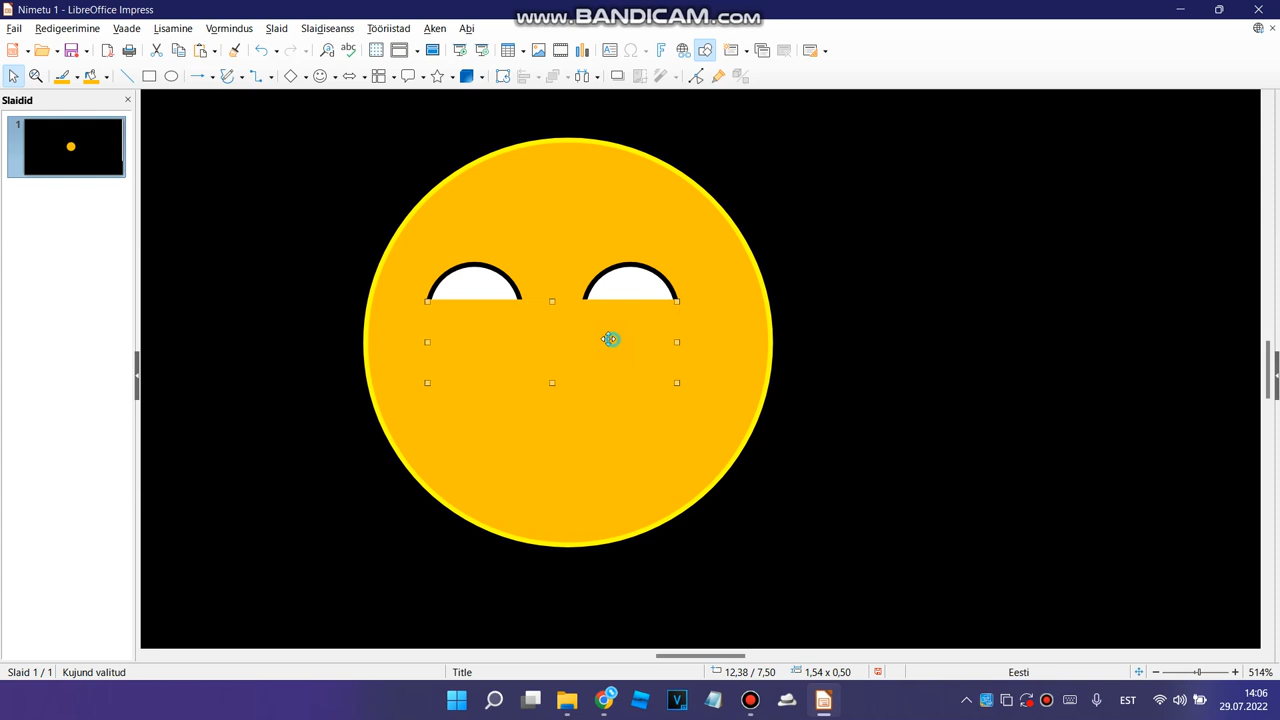 Nimetu 1 - LibreOffice Impress
www.BANDICAM.com
Fail Redigeerimine Vaade Lisamine Vormindus Slaid Slaidiseanss Tööriistad Aken Abi
Slaidid
1
Slaid 1 / 1
Kujund valitud
Title
12,38 / 7,50
1,54 x 0,50
Eesti
514%
EST
14:06
29.07.2022